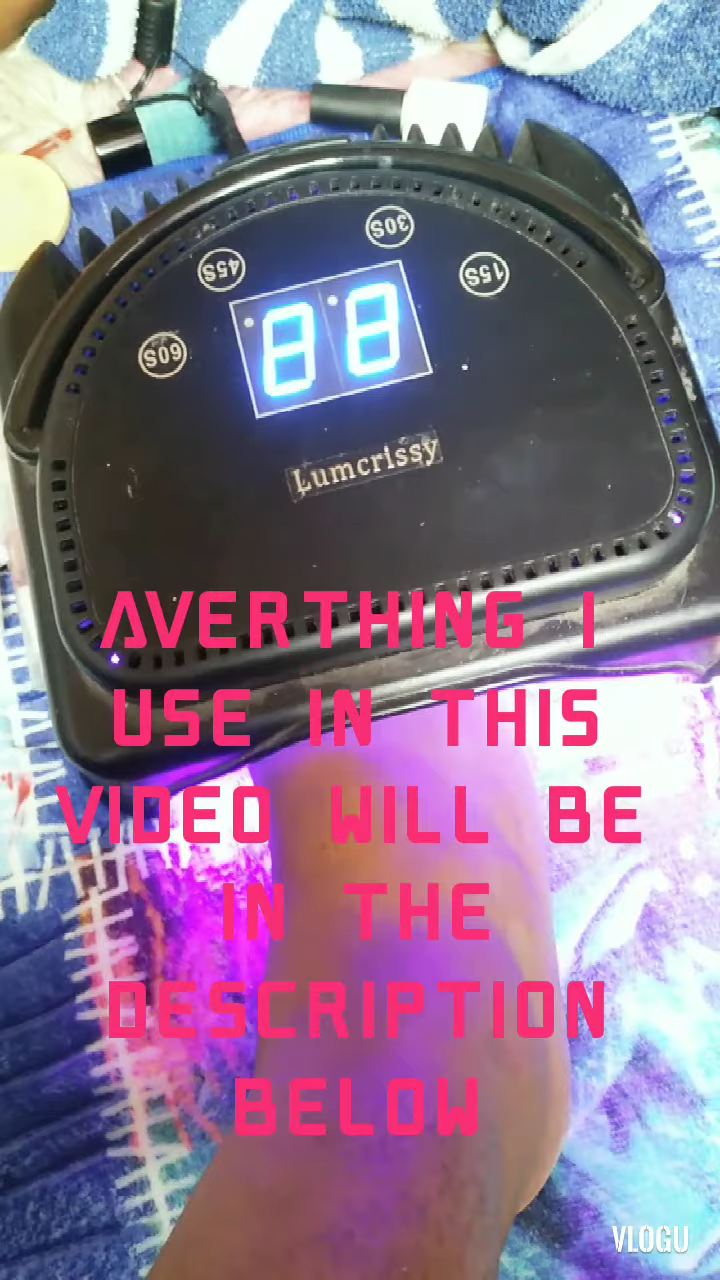 30S
45S
15S
60S
88
Lumcrissy
AVERTHING I
USE IN THIS
VIDEO WILL BE
IN THE
DESCRIPTION
BELOW
VLOGU